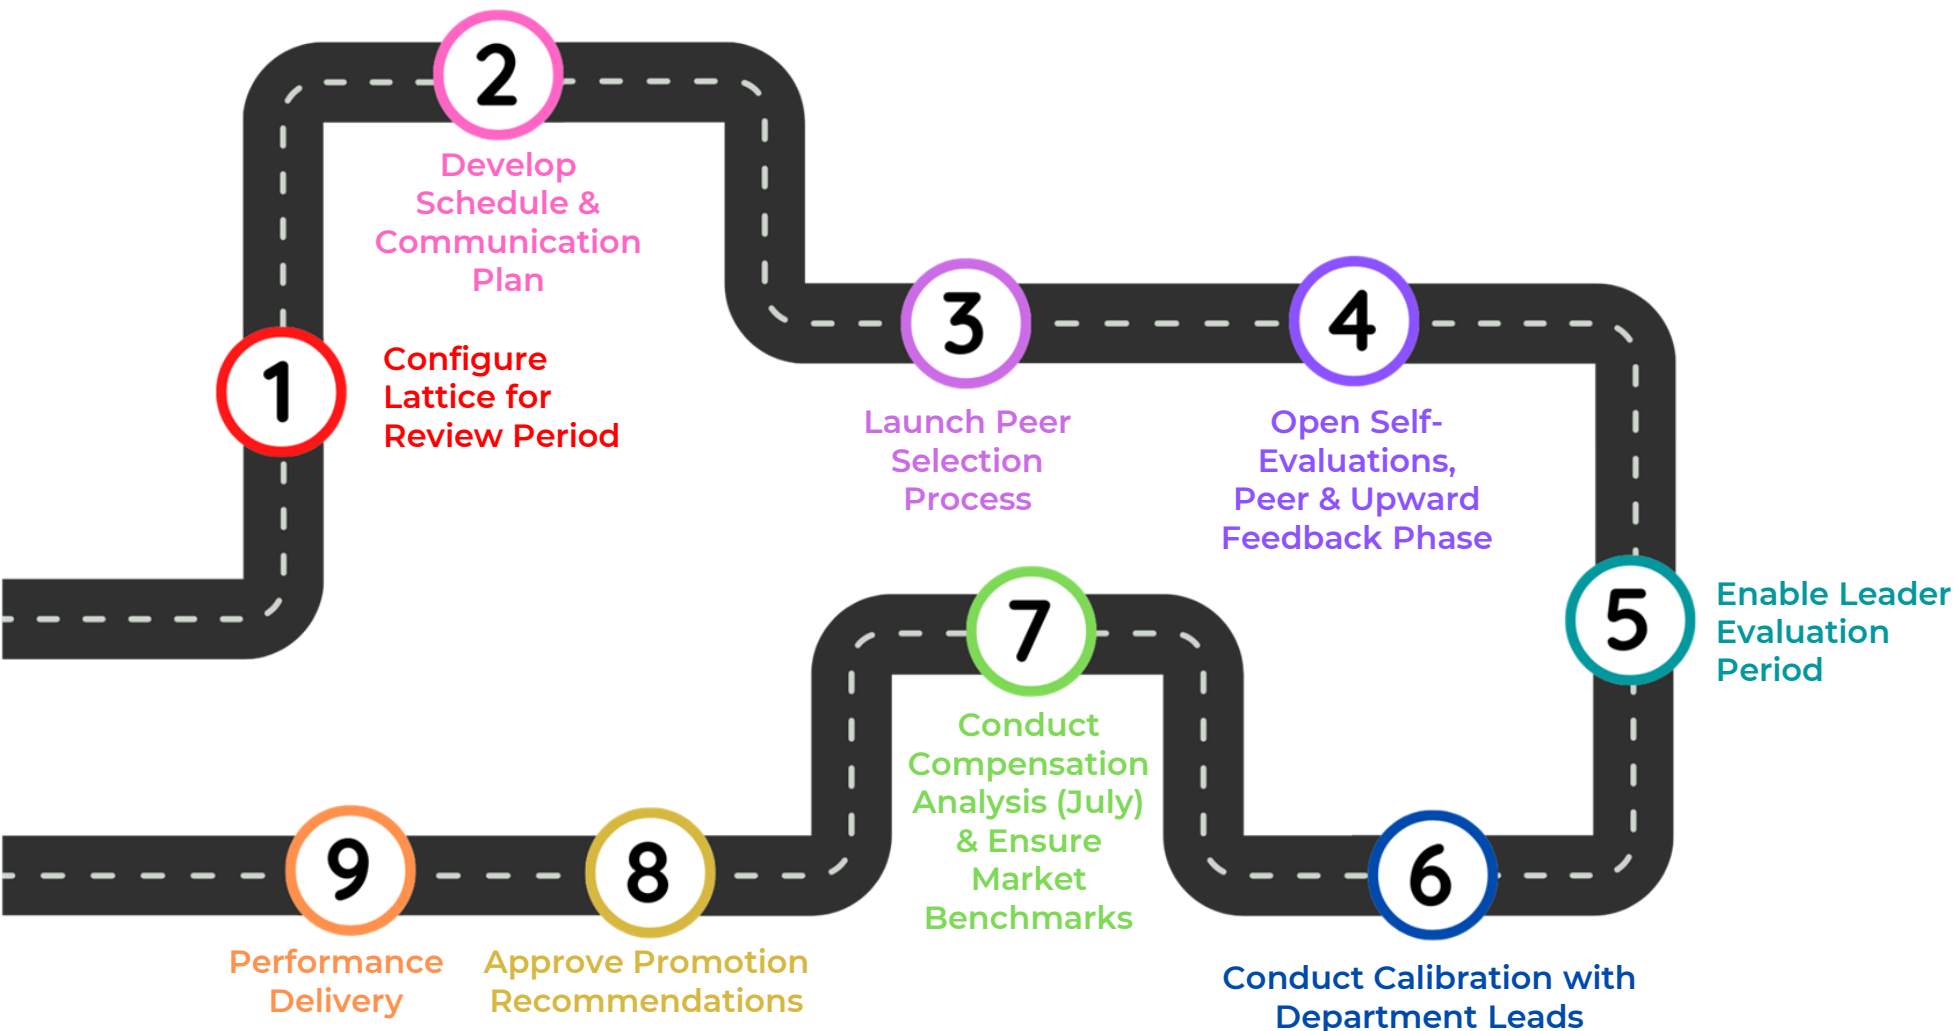 1
Configure
Lattice for
Review Period
2
Develop
Schedule &
Communication
Plan
3
Launch Peer
Selection
Process
4
Open Self-
Evaluations,
Peer & Upward
Feedback Phase
5
Enable Leader
Evaluation
Period
6
Conduct Calibration with
Department Leads
7
Conduct
Compensation
Analysis (July)
& Ensure
Market
Benchmarks
8
Approve Promotion
Recommendations
9
Performance
Delivery